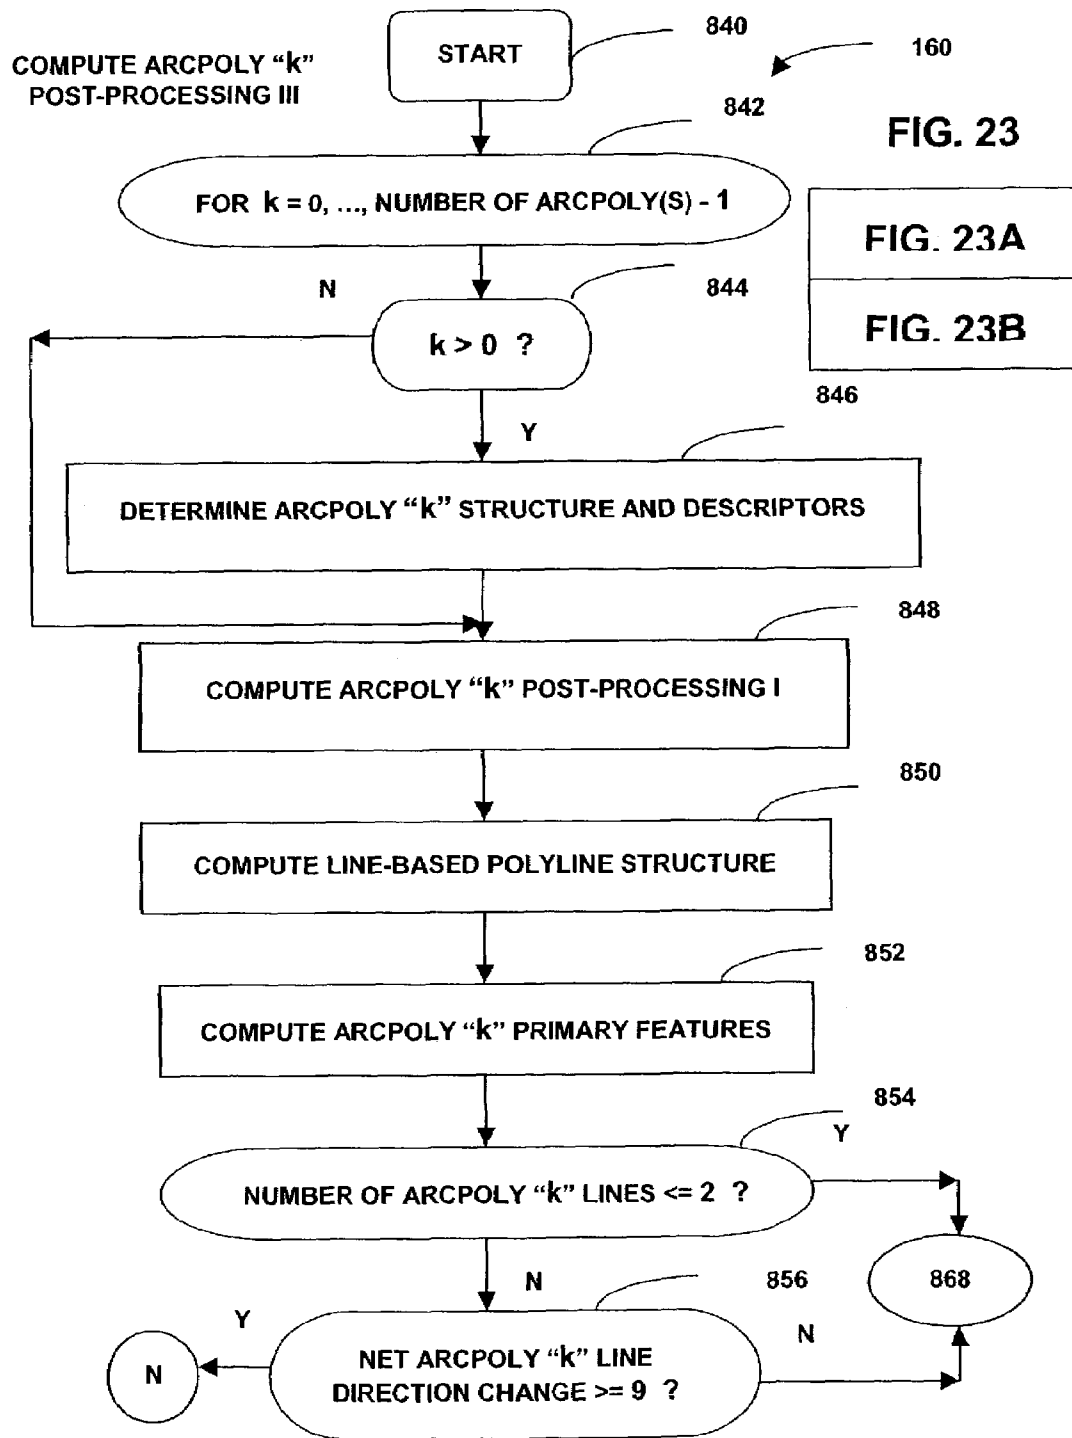 START
840
160
COMPUTE ARCPOLY “k”
POST-PROCESSING III
842
FIG. 23
FOR k = 0, ..., NUMBER OF ARCPOLY(S) - 1
FIG. 23A
FIG. 23B
N
844
k > 0 ?
846
Y
DETERMINE ARCPOLY “k” STRUCTURE AND DESCRIPTORS
848
COMPUTE ARCPOLY “k” POST-PROCESSING I
850
COMPUTE LINE-BASED POLYLINE STRUCTURE
852
COMPUTE ARCPOLY “k” PRIMARY FEATURES
854
Y
NUMBER OF ARCPOLY “k” LINES <= 2 ?
868
N
856
Y
N
NET ARCPOLY “k” LINE
DIRECTION CHANGE >= 9 ?
N